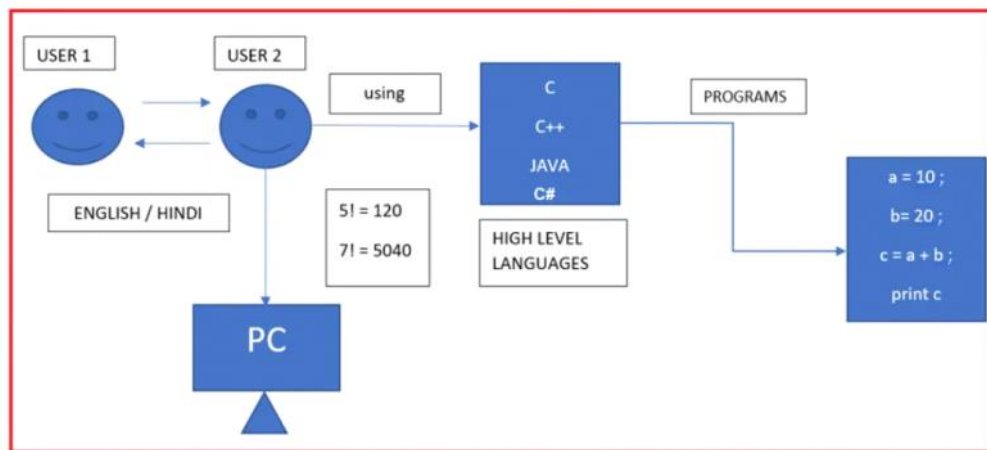 USER 1
USER 2
using
C
C++
JAVA
C#
PROGRAMS
a = 10 ;
b= 20 ;
c = a + b ;
print c
ENGLISH / HINDI
5! = 120
7! = 5040
HIGH LEVEL
LANGUAGES
PC